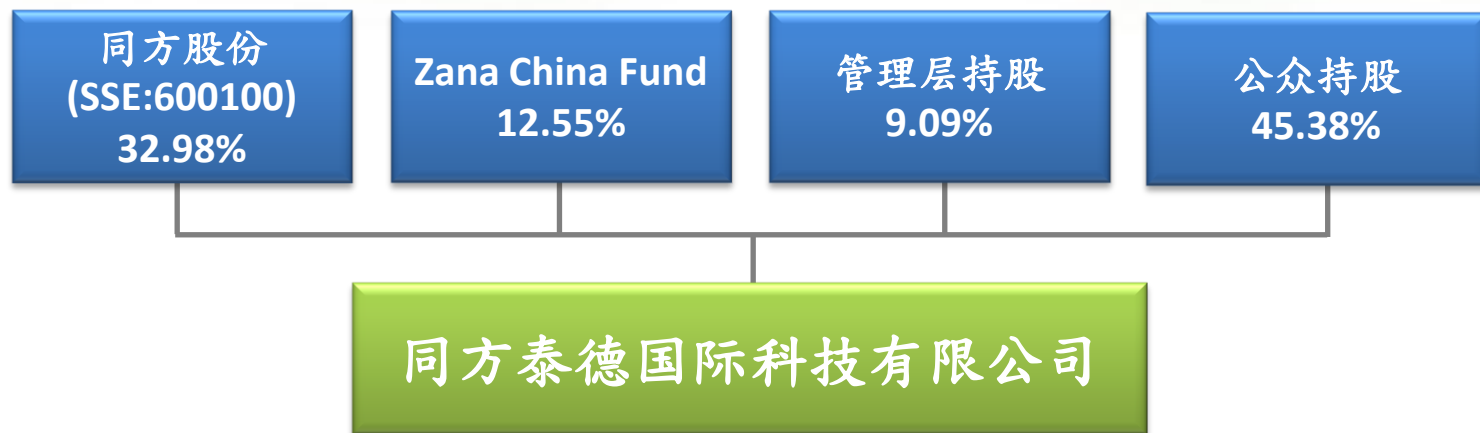 同方股份
(SSE:600100)
32.98%
Zana China Fund
12.55%
管理层持股
9.09%
公众持股
45.38%
同方泰德国际科技有限公司